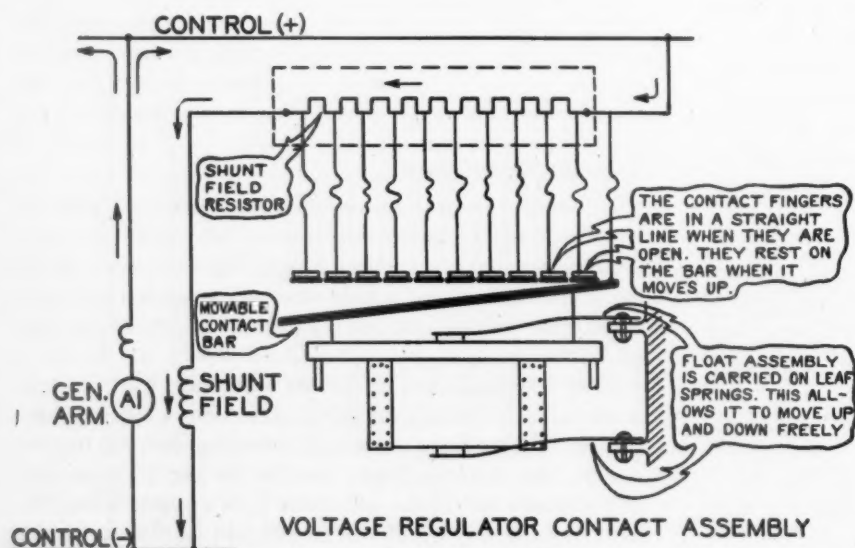 CONTROL (+)
SHUNT
FIELD
RESISTOR
THE CONTACT FINGERS
ARE IN A STRAIGHT
LINE WHEN THEY ARE
OPEN. THEY REST ON
THE BAR WHEN IT
MOVES UP.
MOVABLE
CONTACT
BAR
FLOAT ASSEMBLY
IS CARRIED ON LEAF
SPRINGS. THIS ALL-
OWS IT TO MOVE UP
AND DOWN FREELY
GEN.
ARM.
A1
SHUNT
FIELD
CONTROL(-)
VOLTAGE REGULATOR CONTACT ASSEMBLY